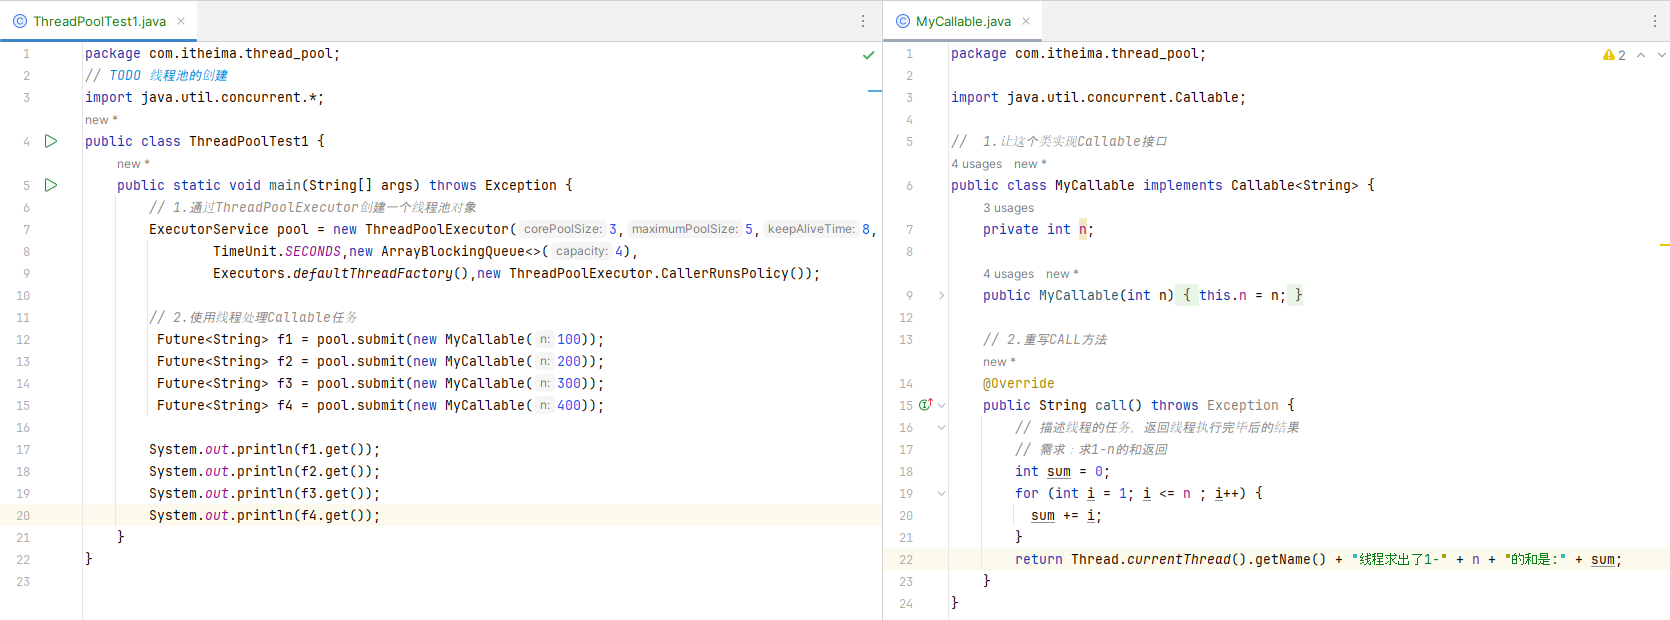 ThreadPoolTest1.java
1 package com.itheima.thread_pool;
2 // TODO 线程池的创建
3 import java.util.concurrent.*;
new *
4 public class ThreadPoolTest1 {
new *
5 public static void main(String[] args) throws Exception {
6 // 1.通过ThreadPoolExecutor创建一个线程池对象
7 ExecutorService pool = new ThreadPoolExecutor( corePoolSize: 3, maximumPoolSize: 5, keepAliveTime: 8,
8 TimeUnit.SECONDS,new ArrayBlockingQueue<>( capacity: 4),
9 Executors.defaultThreadFactory(),new ThreadPoolExecutor.CallerRunsPolicy());
10
11 // 2.使用线程处理Callable任务
12 Future<String> f1 = pool.submit(new MyCallable( n: 100));
13 Future<String> f2 = pool.submit(new MyCallable( n: 200));
14 Future<String> f3 = pool.submit(new MyCallable( n: 300));
15 Future<String> f4 = pool.submit(new MyCallable( n: 400));
16
17 System.out.println(f1.get());
18 System.out.println(f2.get());
19 System.out.println(f3.get());
20 System.out.println(f4.get());
21 }
22 }
23
MyCallable.java
2
1 package com.itheima.thread_pool;
2
3 import java.util.concurrent.Callable;
4
5 // 1.让这个类实现Callable接口
4 usages new *
6 public class MyCallable implements Callable<String> {
3 usages
7 private int n;
8
4 usages new *
9 public MyCallable(int n) { this.n = n; }
12
13 // 2.重写CALL方法
new *
14 @Override
15 public String call() throws Exception {
16 // 描述线程的任务，返回线程执行完毕后的结果
17 // 需求：求1-n的和返回
18 int sum = 0;
19 for (int i = 1; i <= n ; i++) {
20 sum += i;
21 }
22 return Thread.currentThread().getName() + "线程求出了1-" + n + "的和是:" + sum;
23 }
24 }